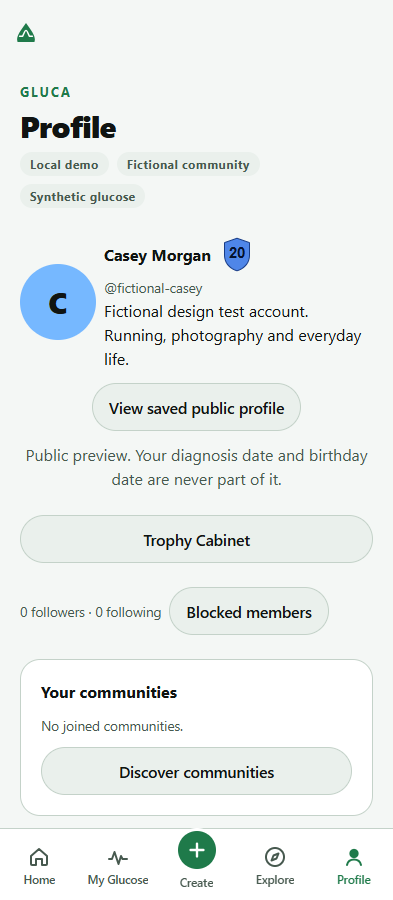 GLUCA
Profile
Local demo
Fictional community
Synthetic glucose
Casey Morgan
20
C
@fictional-casey
Fictional design test account.
Running, photography and everyday
life.
View saved public profile
Public preview. Your diagnosis date and birthday
date are never part of it.
Trophy Cabinet
0 followers · 0 following
Blocked members
Your communities
No joined communities.
Discover communities
Home
My Glucose
Create
Explore
Profile